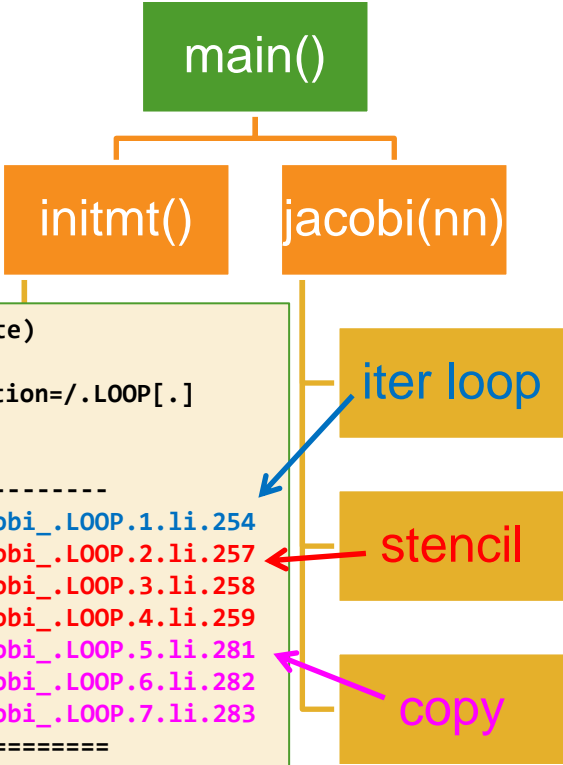 main()
initmt()
jacobi(nn)
te)
tion=/.LOOP[.]
iter loop
--------
obi_.LOOP.1.li.254
obi_.LOOP.2.li.257
obi_.LOOP.3.li.258
obi_.LOOP.4.li.259
obi_.LOOP.5.li.281
obi_.LOOP.6.li.282
obi_.LOOP.7.li.283
========
stencil
copy